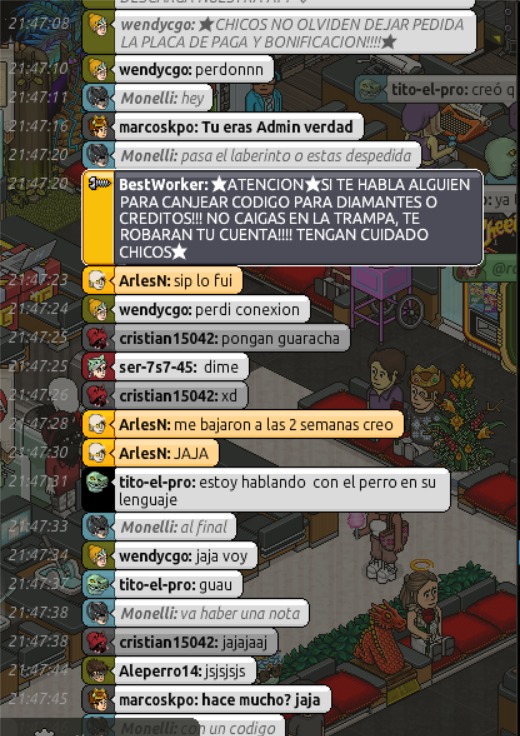 DESCARGA NUESTRA APP
21:47:08 wendycgo: ★CHICOS NO OLVIDEN DEJAR PEDIDA
LA PLACA DE PAGA Y BONIFICACION!!!!★
21:47:10 wendycgo: perdonnn
tito-el-pro: creó q
21:47:11 Monelli: hey
21:47:16 marcoskpo: Tu eras Admin verdad
21:47:20 Monelli: pasa el laberinto o estas despedida
21:47:20 BestWorker: ★ATENCION★SI TE HABLA ALGUIEN
PARA CANJEAR CODIGO PARA DIAMANTES O
CREDITOS!!! NO CAIGAS EN LA TRAMPA, TE
ROBARAN TU CUENTA!!!! TENGAN CUIDADO
CHICOS★
: ya t
21:47:23 ArlesN: sip lo fui
21:47:24 wendycgo: perdi conexion
21:47:25 cristian15042: pongan guaracha
21:47:25 ser-7s7-45: dime
21:47:26 cristian15042: xd
21:47:28 ArlesN: me bajaron a las 2 semanas creo
21:47:30 ArlesN: JAJA
21:47:31 tito-el-pro: estoy hablando con el perro en su
lenguaje
21:47:33 Monelli: al final
21:47:34 wendycgo: jaja voy
21:47:37 tito-el-pro: guau
21:47:38 Monelli: va haber una nota
21:47:38 cristian15042: jajajaaj
21:47:44 Aleperro14: jsjsjsjs
21:47:45 marcoskpo: hace mucho? jaja
Monelli: con un codigo